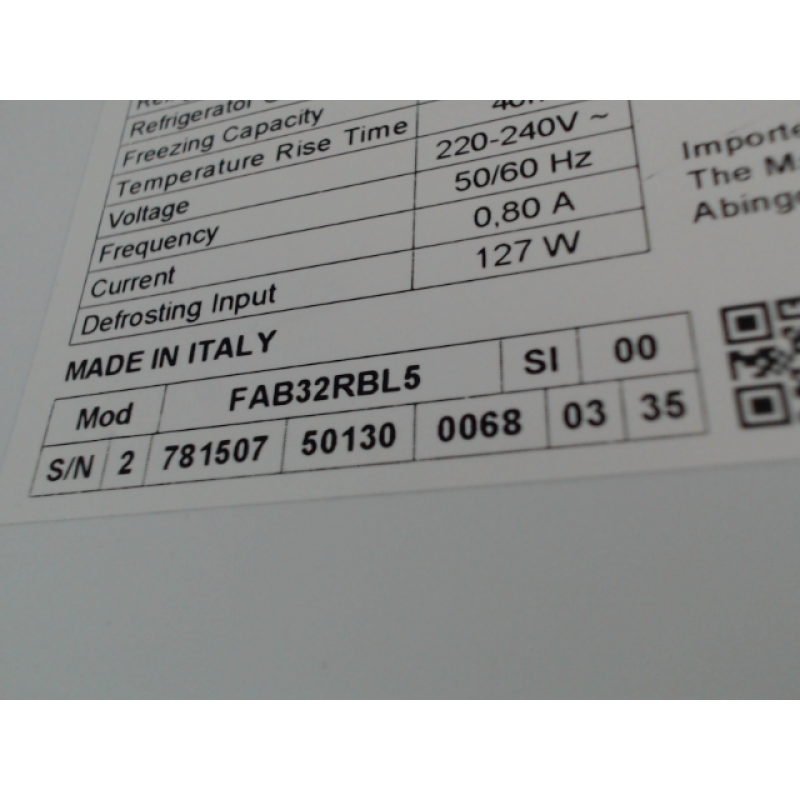 Refrigerator
Freezing Capacity
Temperature Rise Time
Voltage 220-240V ~
Frequency 50/60 Hz
Current 0,80 A
Defrosting Input 127 W
MADE IN ITALY
Mod FAB32RBL5 SI 00
S/N 2 781507 50130 0068 03 35
Importe
The M
Abing